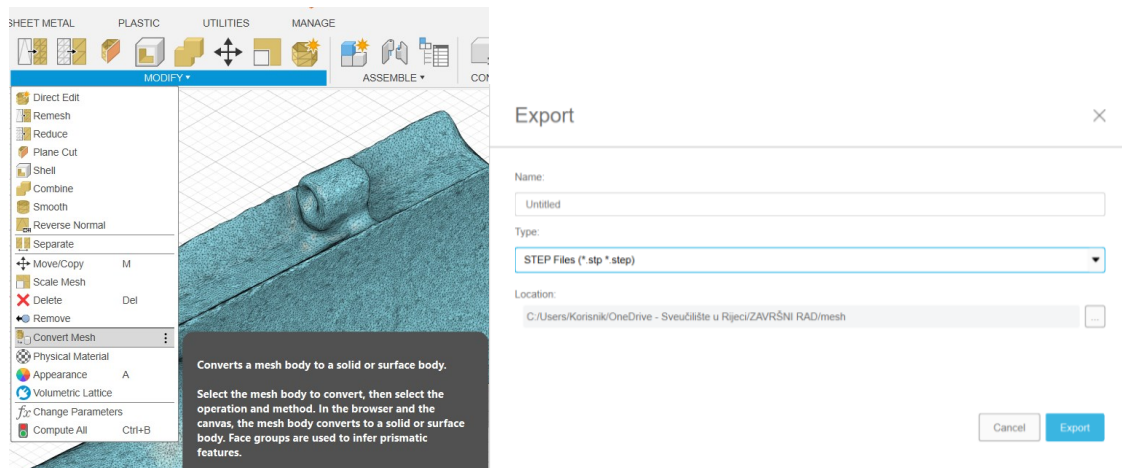 SHEET METAL PLASTIC UTILITIES MANAGE
MODIFY ▾ ASSEMBLE ▾
Direct Edit
Remesh
Reduce
Plane Cut
Shell
Combine
Smooth
Reverse Normal
Separate
Move/Copy M
Scale Mesh
Delete Del
Remove
Convert Mesh
Physical Material
Appearance A
Volumetric Lattice
fx Change Parameters
Compute All Ctrl+B
Converts a mesh body to a solid or surface body.
Select the mesh body to convert, then select the
operation and method. In the browser and the
canvas, the mesh body converts to a solid or surface
body. Face groups are used to infer prismatic
features.
Export
Name:
Untitled
Type:
STEP Files (*.stp *.step)
Location:
C:/Users/Korisnik/OneDrive - Sveučilište u Rijeci/ZAVRŠNI RAD/mesh
...
Cancel Export